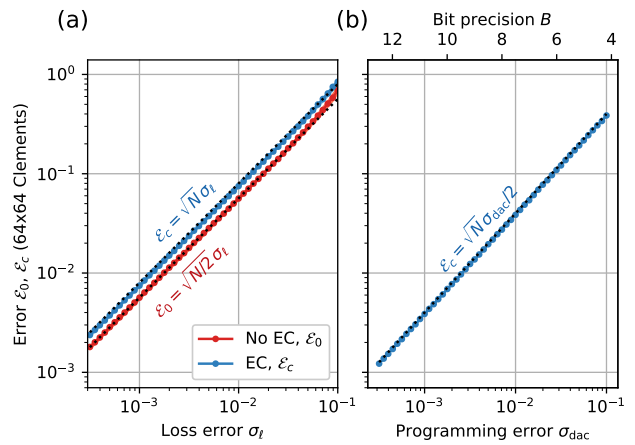 (a)
(b)
Bit precision B
12 10 8 6 4
Error ℰ₀, ℰc (64x64 Clements)
10⁰
10⁻¹
10⁻²
10⁻³
ℰc = √N σℓ
ℰ₀ = √N/2 σℓ
No EC, ℰ₀
EC, ℰc
ℰc = √N σdac/2
10⁻³ 10⁻² 10⁻¹
10⁻³ 10⁻² 10⁻¹
Loss error σℓ
Programming error σdac